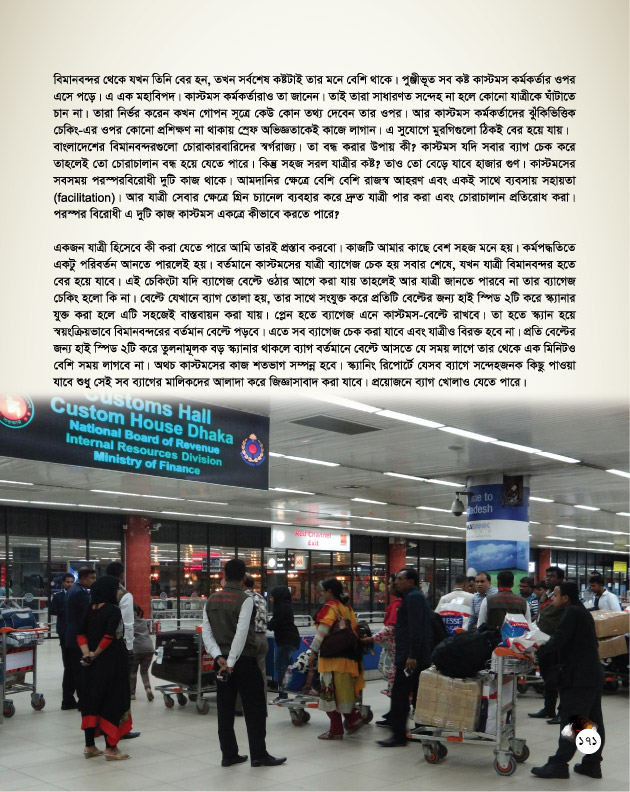 বিমানবন্দর থেকে যখন তিনি বের হন, তখন সর্বশেষ কষ্টটাই তার মনে বেশি থাকে। পুঞ্জীভূত সব কষ্ট কাস্টমস কর্মকর্তার ওপর
এসে পড়ে। এ এক মহাবিপদ। কাস্টমস কর্মকর্তারাও তা জানেন। তাই তারা সাধারণত সন্দেহ না হলে কোনো যাত্রীকে ঘাঁটাতে
চান না। তারা নির্ভর করেন কখন গোপন সূত্রে কেউ কোন তথ্য দেবেন তার ওপর। আর কাস্টমস কর্মকর্তাদের ঝুঁকিভিত্তিক
চেকিং-এর ওপর কোনো প্রশিক্ষণ না থাকায় স্রেফ অভিজ্ঞতাকেই কাজে লাগান। এ সুযোগে মুরগিগুলো ঠিকই বের হয়ে যায়।
বাংলাদেশের বিমানবন্দরগুলো চোরাকারবারিদের স্বর্গরাজ্য। তা বন্ধ করার উপায় কী? কাস্টমস যদি সবার ব্যাগ চেক করে
তাহলেই তো চোরাচালান বন্ধ হয়ে যেতে পারে। কিন্তু সহজ সরল যাত্রীর কষ্ট? তাও তো বেড়ে যাবে হাজার গুণ। কাস্টমসের
সবসময় পরস্পরবিরোধী দুটি কাজ থাকে। আমদানির ক্ষেত্রে বেশি বেশি রাজস্ব আহরণ এবং একই সাথে ব্যবসায় সহায়তা
(facilitation)। আর যাত্রী সেবার ক্ষেত্রে গ্রিন চ্যানেল ব্যবহার করে দ্রুত যাত্রী পার করা এবং চোরাচালান প্রতিরোধ করা।
পরস্পর বিরোধী এ দুটি কাজ কাস্টমস একত্রে কীভাবে করতে পারে?
একজন যাত্রী হিসেবে কী করা যেতে পারে আমি তারই প্রস্তাব করবো। কাজটি আমার কাছে বেশ সহজ মনে হয়। কর্মপদ্ধতিতে
একটু পরিবর্তন আনতে পারলেই হয়। বর্তমানে কাস্টমসের যাত্রী ব্যাগেজ চেক হয় সবার শেষে, যখন যাত্রী বিমানবন্দর হতে
বের হয়ে যাবে। এই চেকিংটা যদি ব্যাগেজ বেল্টে ওঠার আগে করা যায় তাহলেই আর যাত্রী জানতে পারবে না তার ব্যাগেজ
চেকিং হলো কি না। বেল্টে যেখানে ব্যাগ তোলা হয়, তার সাথে সংযুক্ত করে প্রতিটি বেল্টের জন্য হাই স্পিড ২টি করে স্ক্যানার
যুক্ত করা হলে এটি সহজেই বাস্তবায়ন করা যায়। প্লেন হতে ব্যাগেজ এনে কাস্টমস-বেল্টে রাখবে। তা হতে স্ক্যান হয়ে
স্বয়ংক্রিয়ভাবে বিমানবন্দরের বর্তমান বেল্টে পড়বে। এতে সব ব্যাগেজ চেক করা যাবে এবং যাত্রীও বিরক্ত হবে না। প্রতি বেল্টের
জন্য হাই স্পিড ২টি করে তুলনামূলক বড় স্ক্যানার থাকলে ব্যাগ বর্তমানে বেল্টে আসতে যে সময় লাগে তার থেকে এক মিনিটও
বেশি সময় লাগবে না। অথচ কাস্টমসের কাজ শতভাগ সম্পন্ন হবে। স্ক্যানিং রিপোর্টে যেসব ব্যাগে সন্দেহজনক কিছু পাওয়া
যাবে শুধু সেই সব ব্যাগের মালিকদের আলাদা করে জিজ্ঞাসাবাদ করা যাবে। প্রয়োজনে ব্যাগ খোলাও যেতে পারে।
Customs Hall
Custom House Dhaka
National Board of Revenue
Internal Resources Division
Ministry of Finance
Red Channel
Exit
১৭১